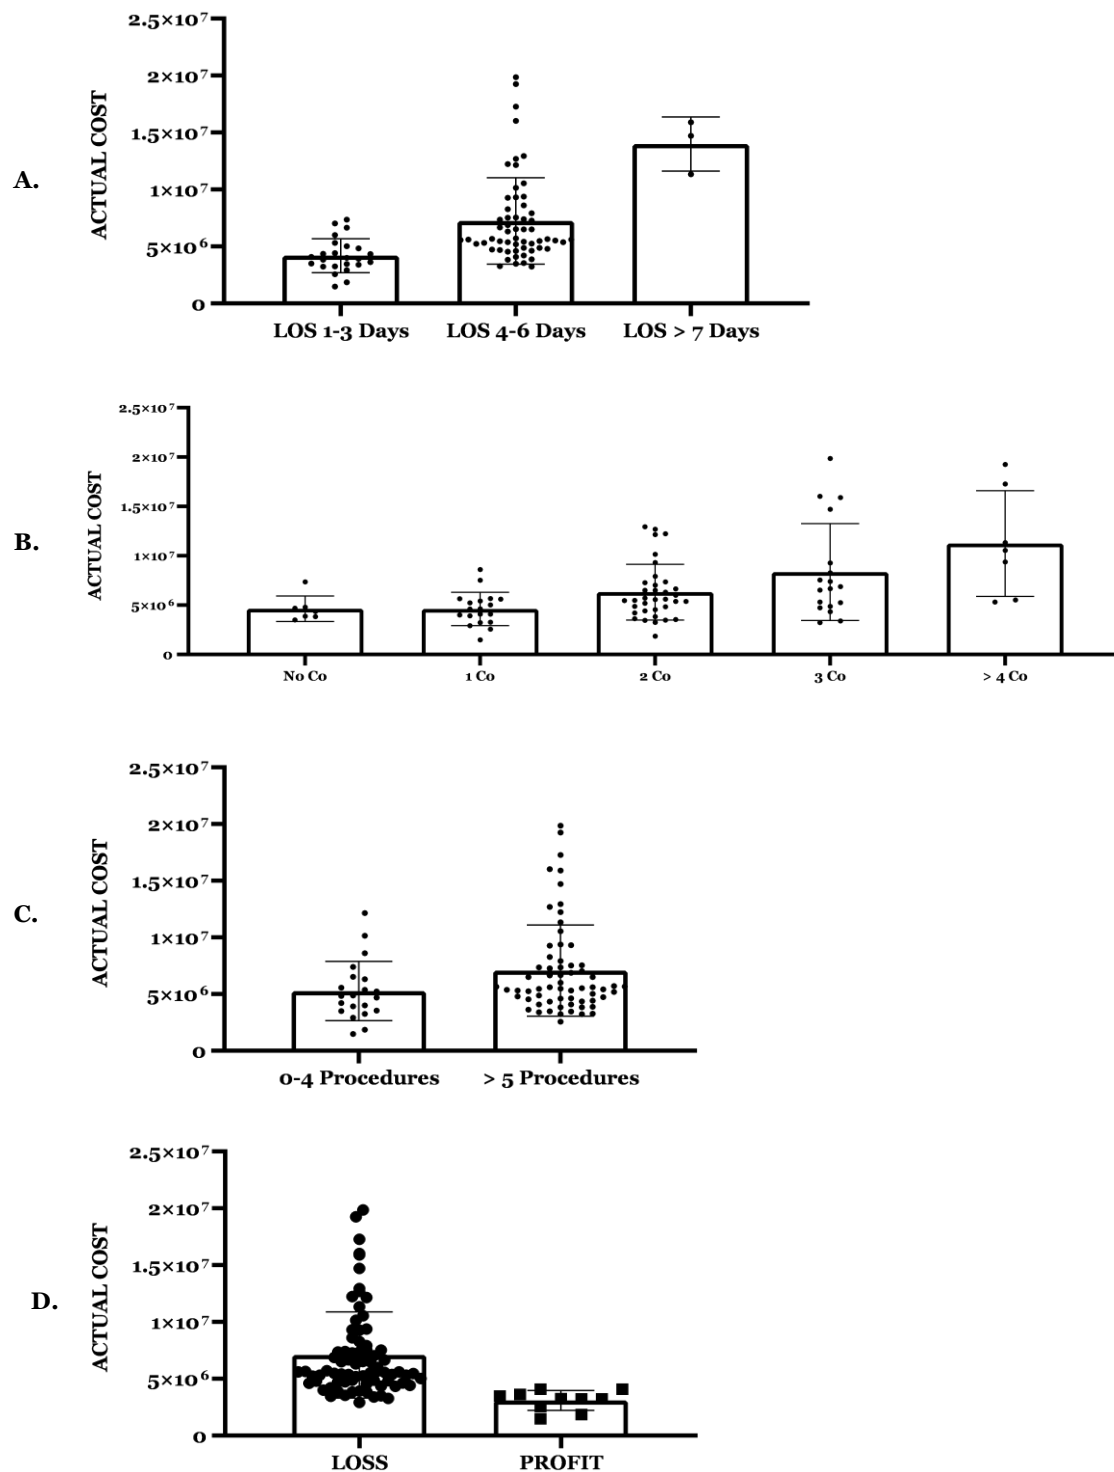 A.
ACTUAL COST
2.5×10⁷
2×10⁷
1.5×10⁷
1×10⁷
5×10⁶
0
LOS 1-3 Days LOS 4-6 Days LOS > 7 Days
B.
ACTUAL COST
2.5×10⁷
2×10⁷
1.5×10⁷
1×10⁷
5×10⁶
0
No Co 1 Co 2 Co 3 Co > 4 Co
C.
ACTUAL COST
2.5×10⁷
2×10⁷
1.5×10⁷
1×10⁷
5×10⁶
0
0-4 Procedures > 5 Procedures
D.
ACTUAL COST
2.5×10⁷
2×10⁷
1.5×10⁷
1×10⁷
5×10⁶
0
LOSS PROFIT